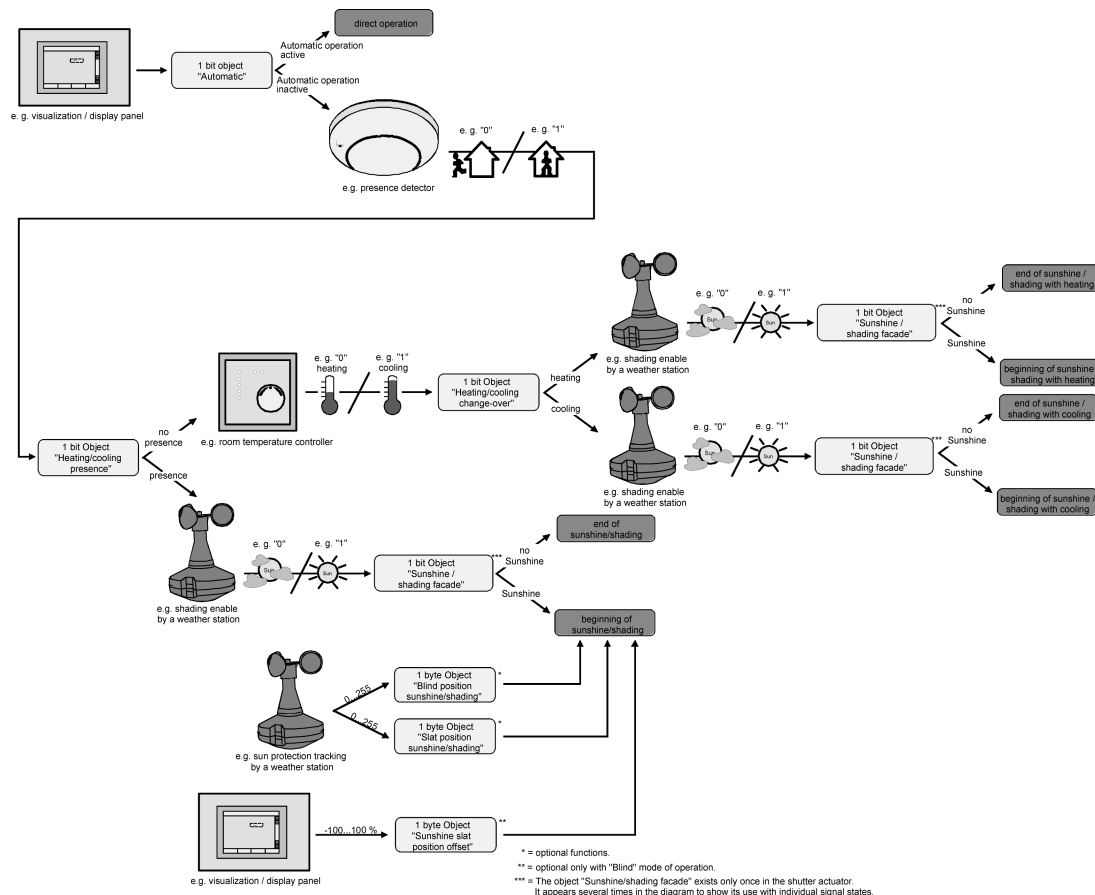 direct operation
Automatic operation
active
1 bit object
"Automatic"
Automatic operation
inactive
e. g. visualization / display panel
e. g. "0"
e. g. "1"
e.g. presence detector
e. g. "0"
heating
e. g. "1"
cooling
e.g. room temperature controller
1 bit Object
"Heating/cooling
change-over"
heating
cooling
e. g. "0"
e. g. "1"
Sun
Sun
e.g. shading enable
by a weather station
1 bit Object
"Sunshine /
shading facade"
***
no
Sunshine
Sunshine
end of sunshine /
shading with heating
beginning of sunshine /
shading with heating
e. g. "0"
e. g. "1"
Sun
Sun
e.g. shading enable
by a weather station
1 bit Object
"Sunshine /
shading facade"
***
no
Sunshine
Sunshine
end of sunshine /
shading with cooling
beginning of sunshine /
shading with cooling
1 bit Object
"Heating/cooling
presence"
no
presence
presence
e. g. "0"
e. g. "1"
Sun
Sun
e.g. shading enable
by a weather station
1 bit Object
"Sunshine /
shading facade"
***
no
Sunshine
Sunshine
end of
sunshine/shading
beginning of
sunshine/shading
e.g. sun protection tracking
by a weather station
0...255
0...255
1 byte Object
"Blind position
sunshine/shading"
*
1 byte Object
"Slat position
sunshine/shading"
*
e.g. visualization / display panel
-100...100 %
1 byte Object
"Sunshine slat
position offset"
**
* = optional functions.
** = optional only with "Blind" mode of operation.
*** = The object "Sunshine/shading facade" exists only once in the shutter actuator.
It appears several times in the diagram to show its use with individual signal states.